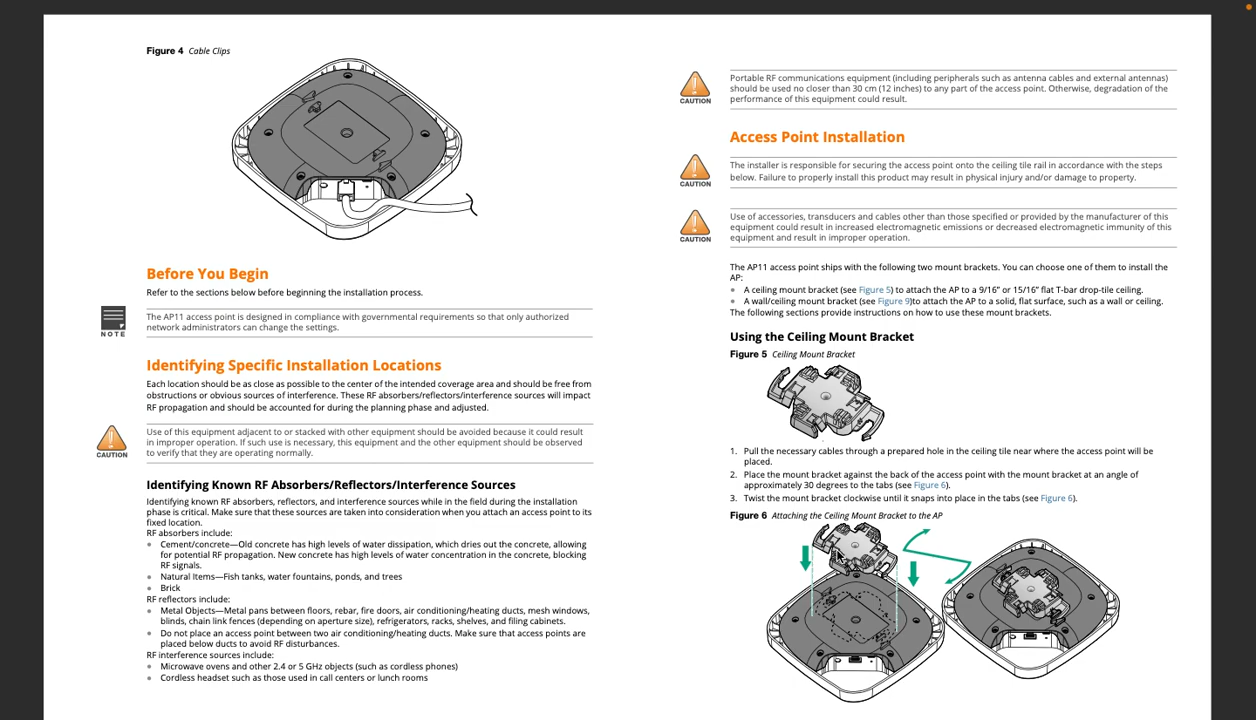 Figure 4 Cable Clips
Before You Begin
Refer to the sections below before beginning the installation process.
NOTE
The AP11 access point is designed in compliance with governmental requirements so that only authorized
network administrators can change the settings.
Identifying Specific Installation Locations
Each location should be as close as possible to the center of the intended coverage area and should be free from
obstructions or obvious sources of interference. These RF absorbers/reflectors/interference sources will impact
RF propagation and should be accounted for during the planning phase and adjusted.
CAUTION
Use of this equipment adjacent to or stacked with other equipment should be avoided because it could result
in improper operation. If such use is necessary, this equipment and the other equipment should be observed
to verify that they are operating normally.
Identifying Known RF Absorbers/Reflectors/Interference Sources
Identifying known RF absorbers, reflectors, and interference sources while in the field during the installation
phase is critical. Make sure that these sources are taken into consideration when you attach an access point to its
fixed location.
RF absorbers include:
• Cement/concrete—Old concrete has high levels of water dissipation, which dries out the concrete, allowing
for potential RF propagation. New concrete has high levels of water concentration in the concrete, blocking
RF signals.
• Natural Items—Fish tanks, water fountains, ponds, and trees
• Brick
RF reflectors include:
• Metal Objects—Metal pans between floors, rebar, fire doors, air conditioning/heating ducts, mesh windows,
blinds, chain link fences (depending on aperture size), refrigerators, racks, shelves, and filing cabinets.
• Do not place an access point between two air conditioning/heating ducts. Make sure that access points are
placed below ducts to avoid RF disturbances.
RF interference sources include:
• Microwave ovens and other 2.4 or 5 GHz objects (such as cordless phones)
• Cordless headset such as those used in call centers or lunch rooms
CAUTION
Portable RF communications equipment (including peripherals such as antenna cables and external antennas)
should be used no closer than 30 cm (12 inches) to any part of the access point. Otherwise, degradation of the
performance of this equipment could result.
Access Point Installation
CAUTION
The installer is responsible for securing the access point onto the ceiling tile rail in accordance with the steps
below. Failure to properly install this product may result in physical injury and/or damage to property.
CAUTION
Use of accessories, transducers and cables other than those specified or provided by the manufacturer of this
equipment could result in increased electromagnetic emissions or decreased electromagnetic immunity of this
equipment and result in improper operation.
The AP11 access point ships with the following two mount brackets. You can choose one of them to install the
AP:
• A ceiling mount bracket (see Figure 5) to attach the AP to a 9/16” or 15/16” flat T-bar drop-tile ceiling.
• A wall/ceiling mount bracket (see Figure 9)to attach the AP to a solid, flat surface, such as a wall or ceiling.
The following sections provide instructions on how to use these mount brackets.
Using the Ceiling Mount Bracket
Figure 5 Ceiling Mount Bracket
1. Pull the necessary cables through a prepared hole in the ceiling tile near where the access point will be
placed.
2. Place the mount bracket against the back of the access point with the mount bracket at an angle of
approximately 30 degrees to the tabs (see Figure 6).
3. Twist the mount bracket clockwise until it snaps into place in the tabs (see Figure 6).
Figure 6 Attaching the Ceiling Mount Bracket to the AP